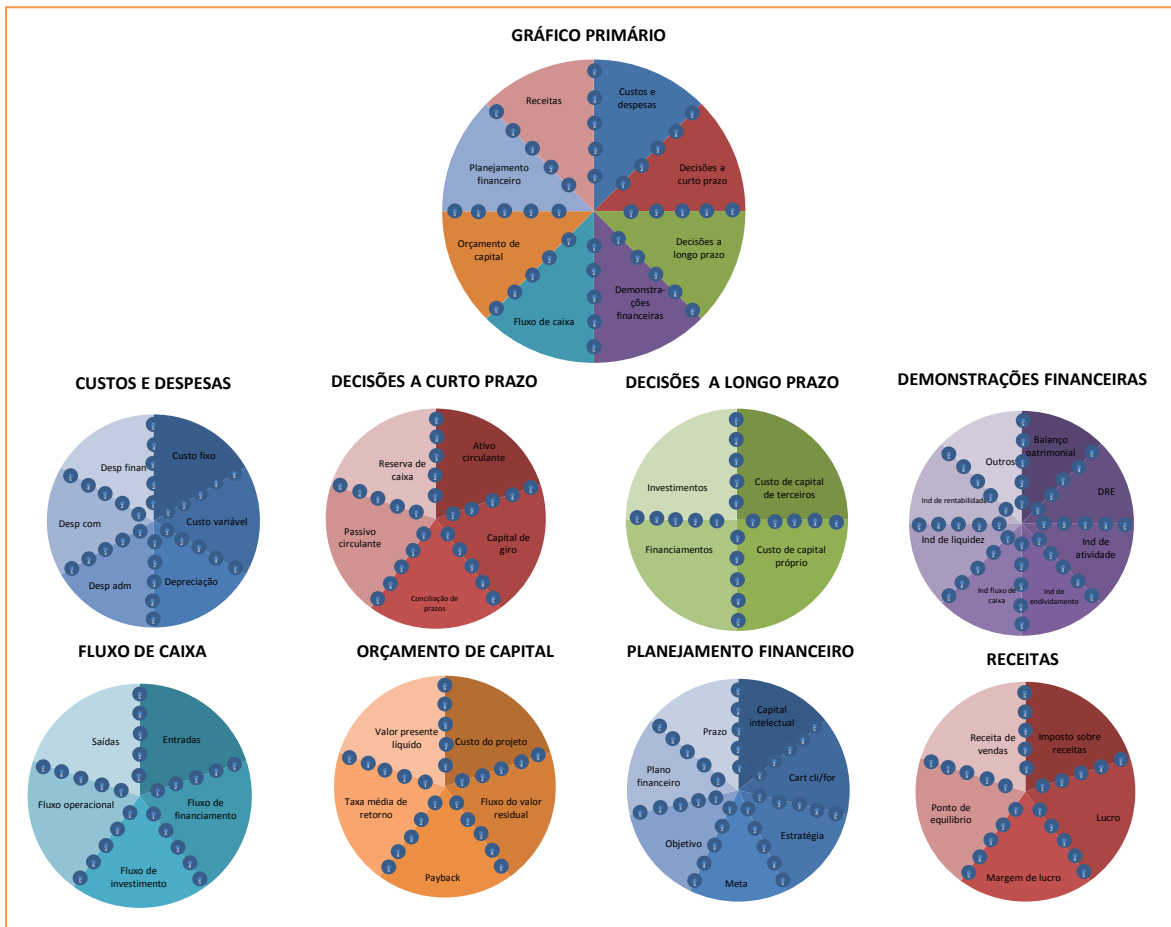 GRÁFICO PRIMÁRIO
Receitas
Custos e
despesas
Planejamento
financeiro
Decisões a
curto prazo
Orçamento de
capital
Decisões a
longo prazo
Fluxo de caixa
Demonstra-
ções
financeiras
CUSTOS E DESPESAS
DECISÕES A CURTO PRAZO
DECISÕES A LONGO PRAZO
DEMONSTRAÇÕES FINANCEIRAS
Desp finan
Custo fixo
Desp com
Custo variável
Desp adm
Depreciação
Reserva de
caixa
Ativo
circulante
Passivo
circulante
Capital de
giro
Conciliação de
prazos
Investimentos
Custo de capital
de terceiros
Financiamentos
Custo de capital
próprio
Outros
Balanço
patrimonial
Ind de rentabilidade
DRE
Ind de liquidez
Ind de
atividade
Ind fluxo de
caixa
Ind de
endividamento
FLUXO DE CAIXA
ORÇAMENTO DE CAPITAL
PLANEJAMENTO FINANCEIRO
RECEITAS
Saídas
Entradas
Fluxo operacional
Fluxo de
financiamento
Fluxo de
investimento
Valor presente
líquido
Custo do projeto
Taxa média de
retorno
Fluxo do valor
residual
Payback
Prazo
Capital
intelectual
Plano
financeiro
Cart cli/for
Objetivo
Estratégia
Meta
Receita de
vendas
Imposto sobre
receitas
Ponto de
equilibrio
Lucro
Margem de lucro